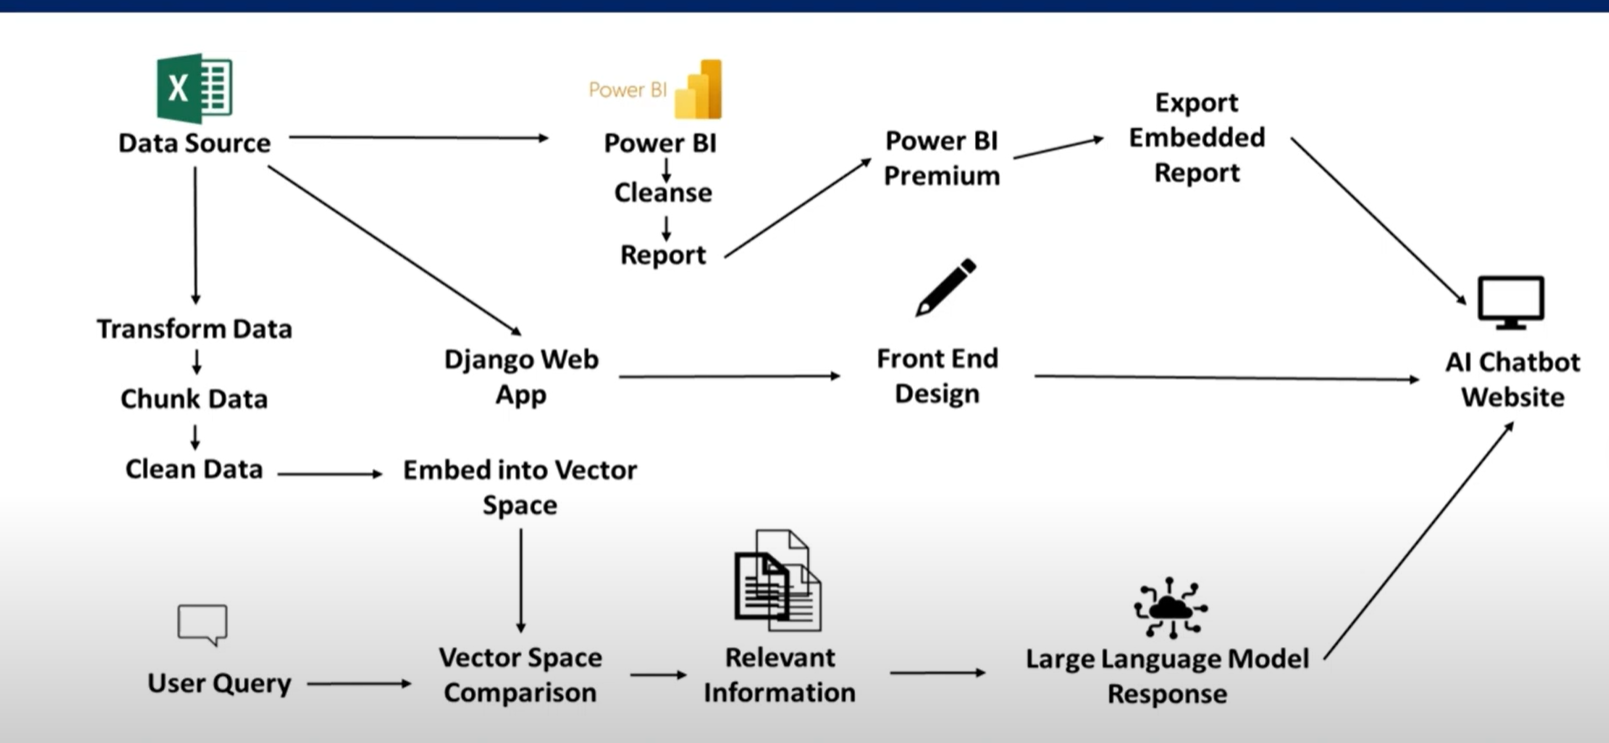 X
Data Source
Power BI
Power BI
Cleanse
Report
Power BI
Premium
Export
Embedded
Report
Transform Data
Chunk Data
Clean Data
Django Web
App
Front End
Design
AI Chatbot
Website
Embed into Vector
Space
User Query
Vector Space
Comparison
Relevant
Information
Large Language Model
Response